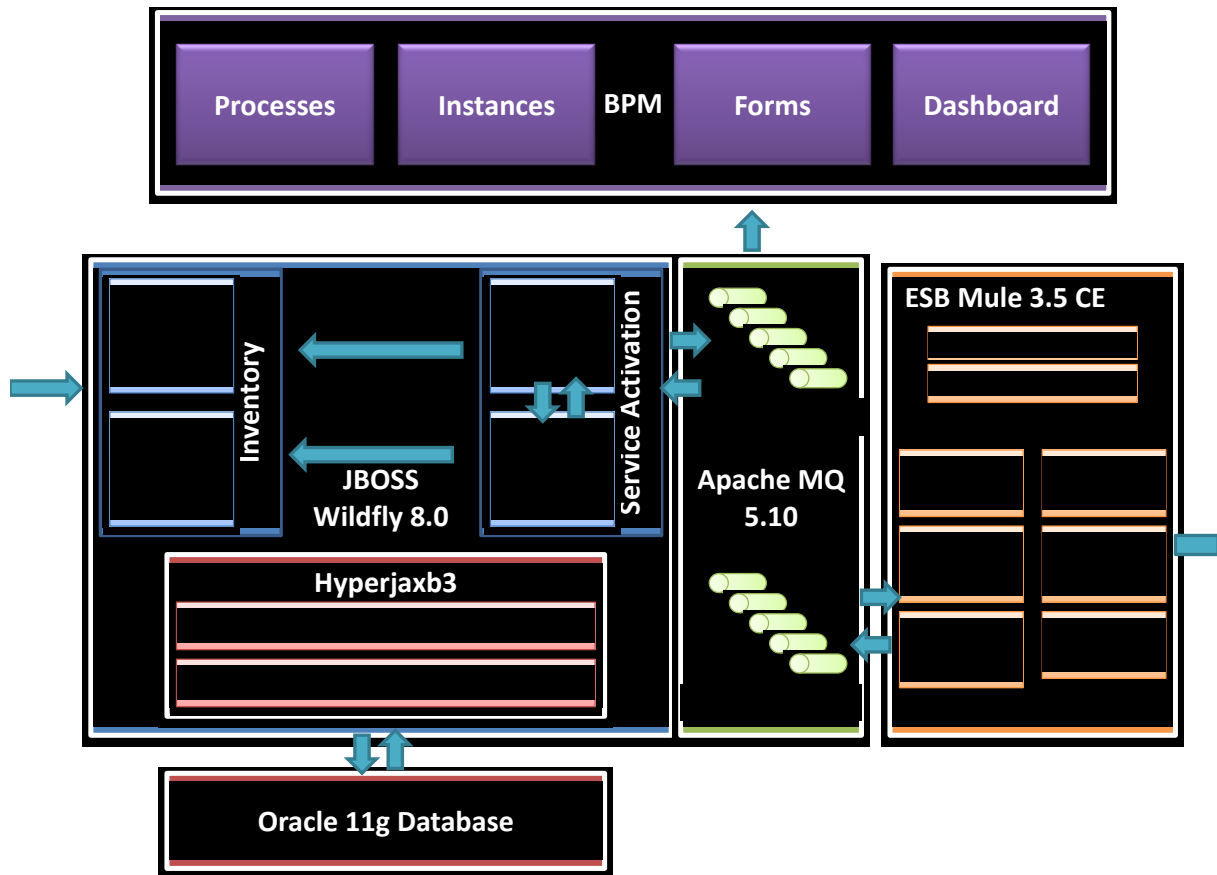 Processes
Instances
BPM
Forms
Dashboard
Inventory
Service Activation
JBOSS
Wildfly 8.0
Apache MQ
5.10
ESB Mule 3.5 CE
Hyperjaxb3
Oracle 11g Database